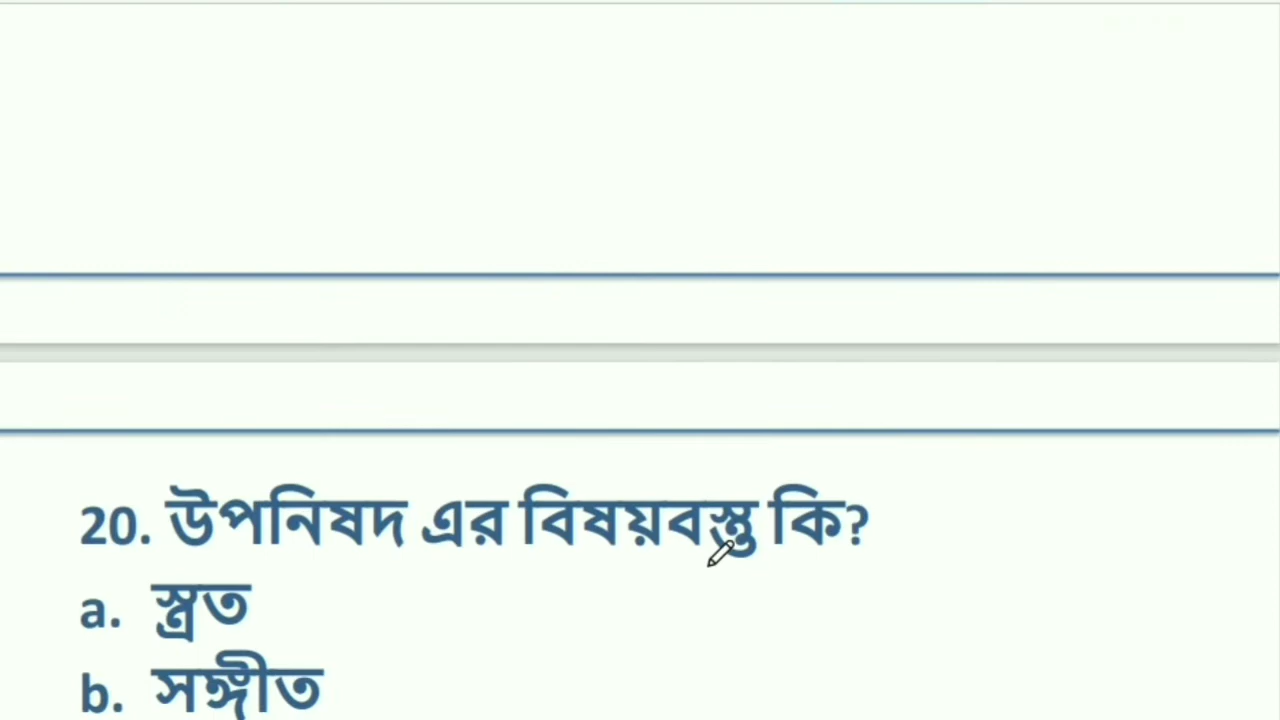 20. উপনিষদ এর বিষয়বস্তু কি?
a. স্ত্রত
b. সঙ্গীত